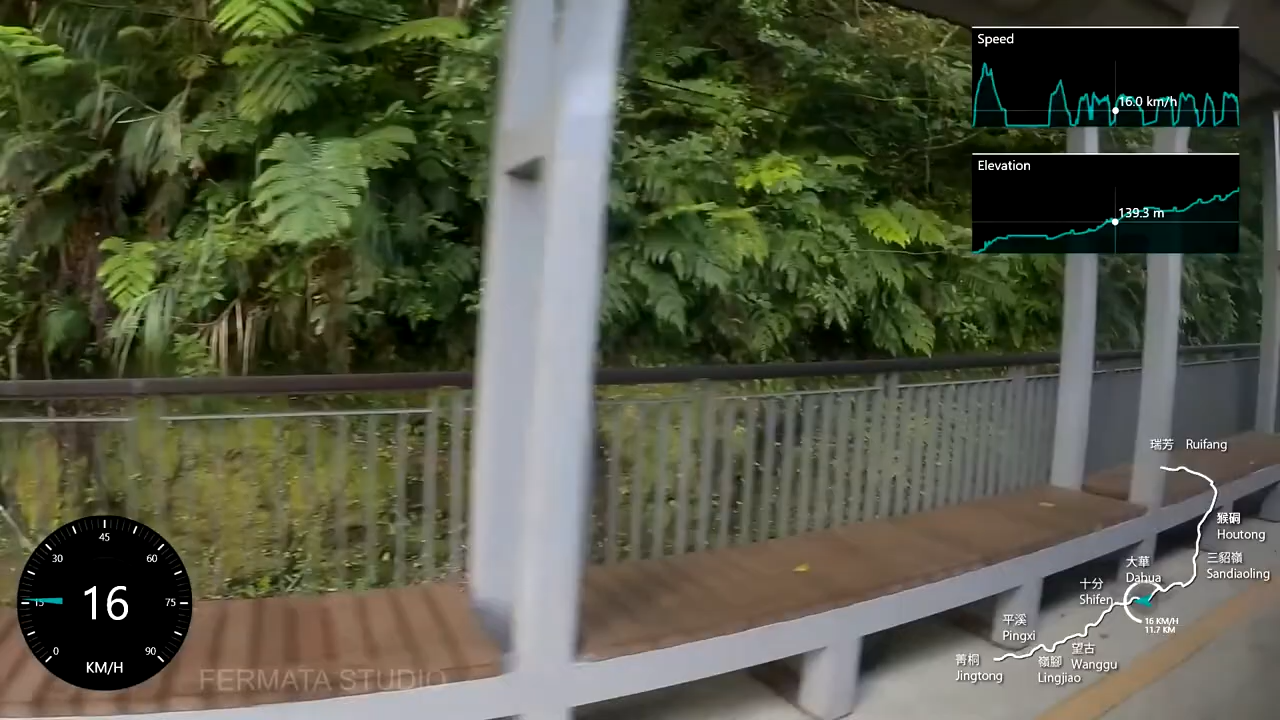 Speed
16.0 km/h
Elevation
139.3 m
瑞芳 Ruifang
猴硐
Houtong
三貂嶺
Sandiaoling
大華
Dahua
十分
Shifen
16 KM/H
11.7 KM
平溪
Pingxi
望古
Wanggu
嶺腳
Lingjiao
菁桐
Jingtong
45
30
60
15
16
75
0
90
KM/H
FERMATA STUDIO